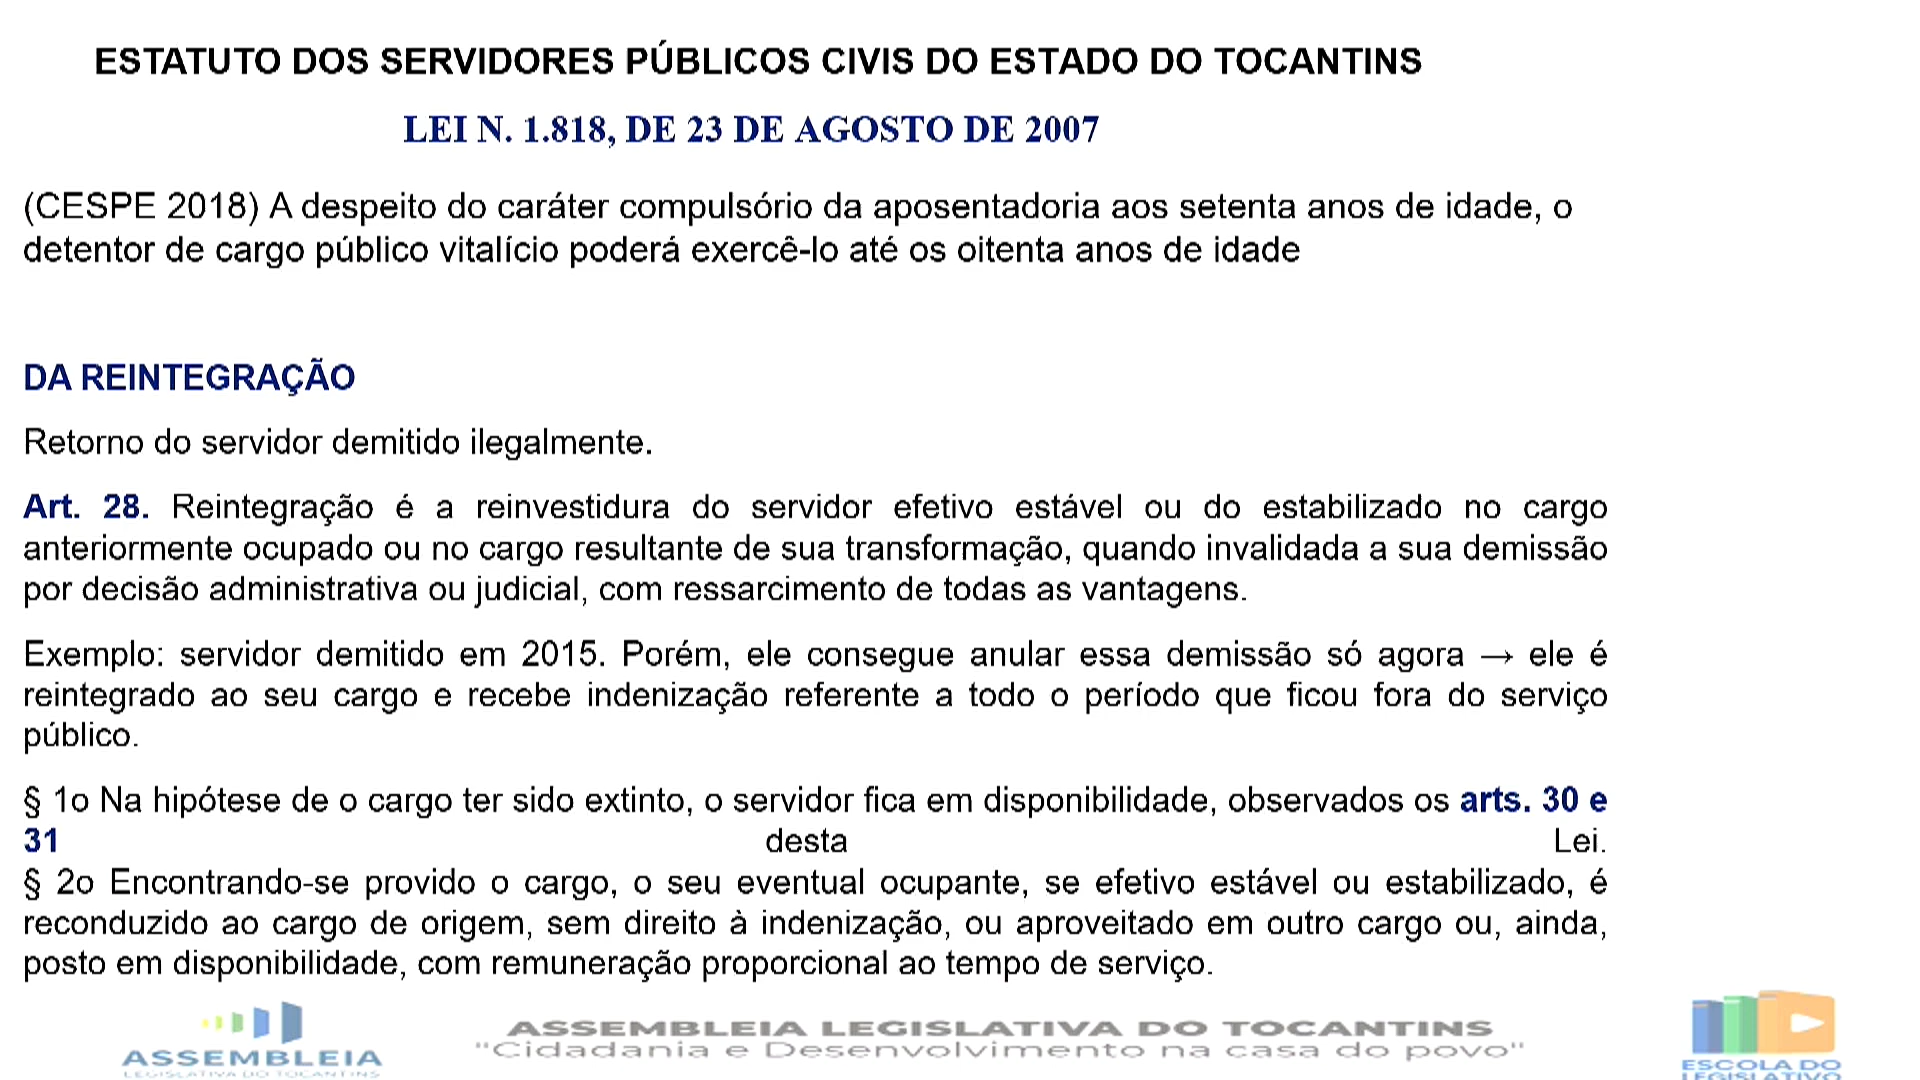 ESTATUTO DOS SERVIDORES PÚBLICOS CIVIS DO ESTADO DO TOCANTINS
LEI N. 1.818, DE 23 DE AGOSTO DE 2007
(CESPE 2018) A despeito do caráter compulsório da aposentadoria aos setenta anos de idade, o
detentor de cargo público vitalício poderá exercê-lo até os oitenta anos de idade
DA REINTEGRAÇÃO
Retorno do servidor demitido ilegalmente.
Art. 28. Reintegração é a reinvestidura do servidor efetivo estável ou do estabilizado no cargo
anteriormente ocupado ou no cargo resultante de sua transformação, quando invalidada a sua demissão
por decisão administrativa ou judicial, com ressarcimento de todas as vantagens.
Exemplo: servidor demitido em 2015. Porém, ele consegue anular essa demissão só agora → ele é
reintegrado ao seu cargo e recebe indenização referente a todo o período que ficou fora do serviço
público.
§ 1o Na hipótese de o cargo ter sido extinto, o servidor fica em disponibilidade, observados os arts. 30 e
31 desta Lei.
§ 2o Encontrando-se provido o cargo, o seu eventual ocupante, se efetivo estável ou estabilizado, é
reconduzido ao cargo de origem, sem direito à indenização, ou aproveitado em outro cargo ou, ainda,
posto em disponibilidade, com remuneração proporcional ao tempo de serviço.
ASSEMBLEIA
LEGISLATIVA DO TOCANTINS
ASSEMBLEIA LEGISLATIVA DO TOCANTINS
"Cidadania e Desenvolvimento na casa do povo"
ESCOLA DO
LEGISLATIVO